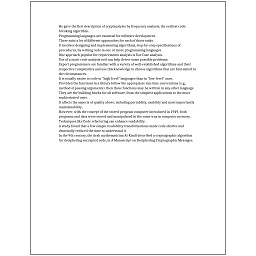 He gave the first description of cryptanalysis by frequency analysis, the earliest code-
breaking algorithm.
Programming languages are essential for software development.
There exist a lot of different approaches for each of those tasks.
It involves designing and implementing algorithms, step-by-step specifications of
procedures, by writing code in one or more programming languages.
One approach popular for requirements analysis is Use Case analysis.
Use of a static code analysis tool can help detect some possible problems.
Expert programmers are familiar with a variety of well-established algorithms and their
respective complexities and use this knowledge to choose algorithms that are best suited to
the circumstances.
It is usually easier to code in "high-level" languages than in "low-level" ones.
Provided the functions in a library follow the appropriate run-time conventions (e.g.,
method of passing arguments), then these functions may be written in any other language.
They are the building blocks for all software, from the simplest applications to the most
sophisticated ones.
It affects the aspects of quality above, including portability, usability and most importantly
maintainability.
However, with the concept of the stored-program computer introduced in 1949, both
programs and data were stored and manipulated in the same way in computer memory.
Techniques like Code refactoring can enhance readability.
A study found that a few simple readability transformations made code shorter and
drastically reduced the time to understand it.
In the 9th century, the Arab mathematician Al-Kindi described a cryptographic algorithm
for deciphering encrypted code, in A Manuscript on Deciphering Cryptographic Messages.